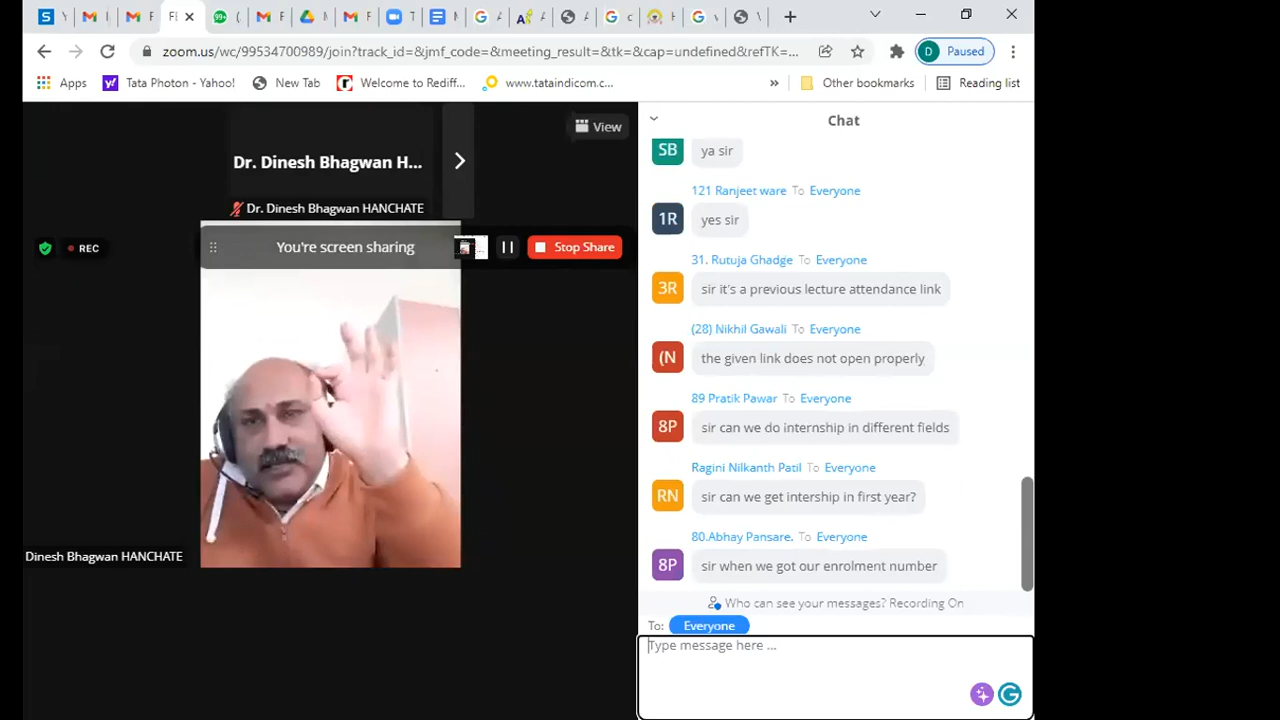 99+
zoom.us/wc/99534700989/join?track_id=&jmf_code=&meeting_result=&tk=&cap=undefined&refTK=...
D Paused
Apps
Tata Photon - Yahoo!
New Tab
Welcome to Rediff...
www.tataindicom.c...
»
Other bookmarks
Reading list
View
Dr. Dinesh Bhagwan H...
Dr. Dinesh Bhagwan HANCHATE
REC
You're screen sharing
Stop Share
Dinesh Bhagwan HANCHATE
Chat
SB
ya sir
121 Ranjeet ware To Everyone
1R
yes sir
31. Rutuja Ghadge To Everyone
3R
sir it's a previous lecture attendance link
(28) Nikhil Gawali To Everyone
(N
the given link does not open properly
89 Pratik Pawar To Everyone
8P
sir can we do internship in different fields
Ragini Nilkanth Patil To Everyone
RN
sir can we get intership in first year?
80.Abhay Pansare. To Everyone
8P
sir when we got our enrolment number
Who can see your messages? Recording On
To: Everyone
Type message here ...